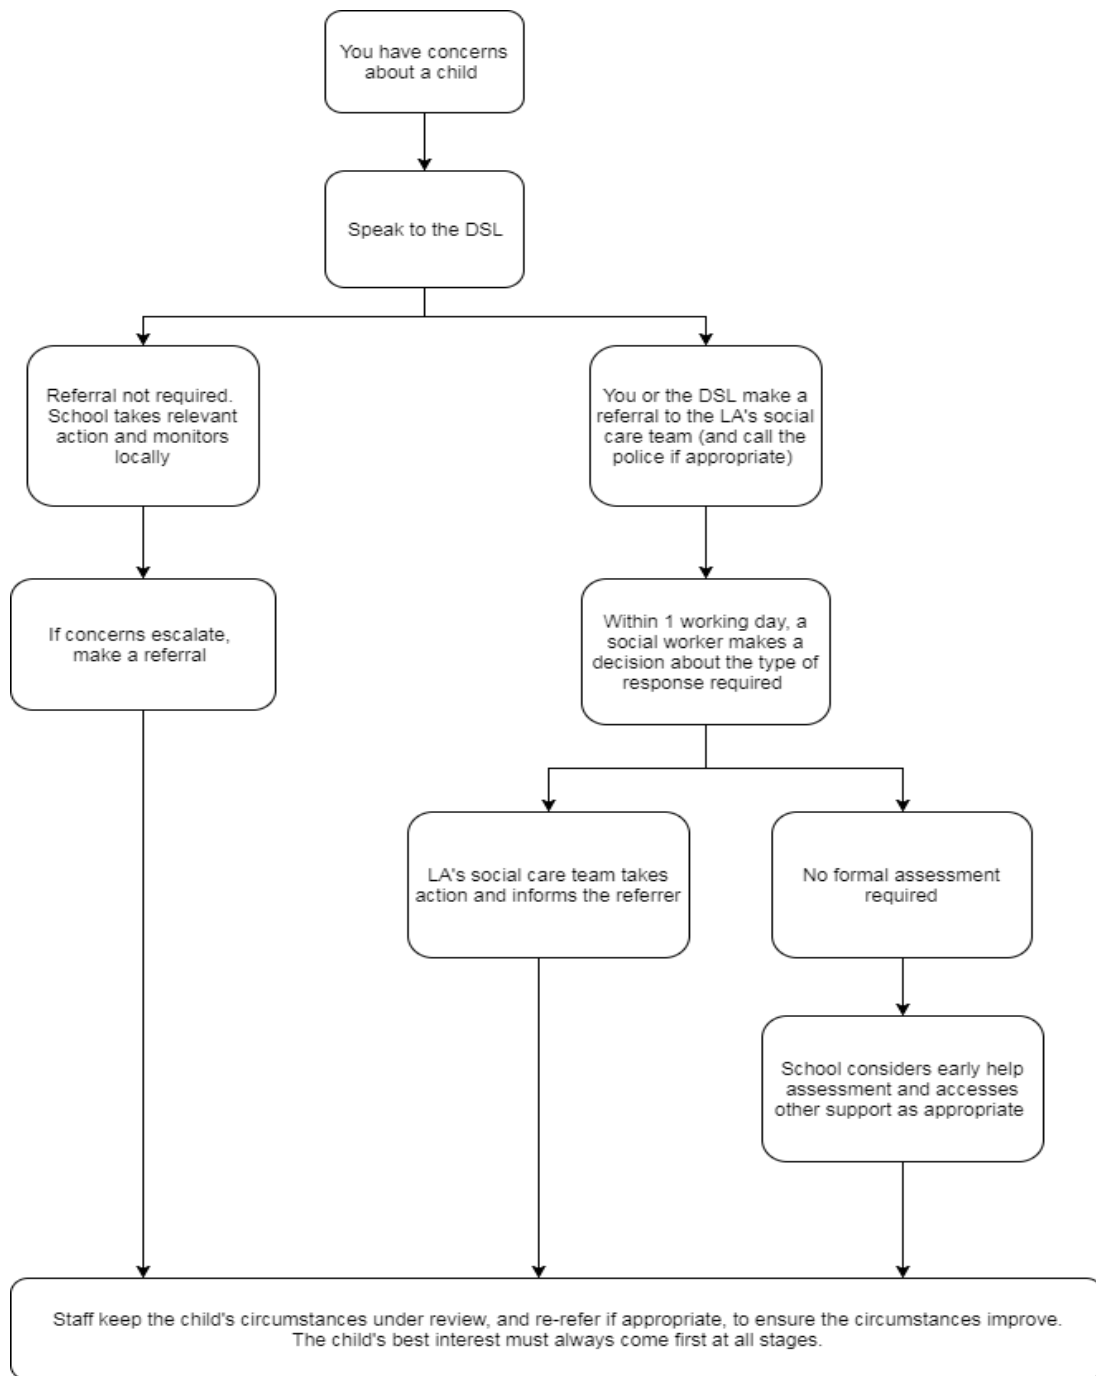 You have concerns
about a child
Speak to the DSL
Referral not required.
School takes relevant
action and monitors
locally
You or the DSL make a
referral to the LA's social
care team (and call the
police if appropriate)
If concerns escalate,
make a referral
Within 1 working day, a
social worker makes a
decision about the type of
response required
LA's social care team takes
action and informs the referrer
No formal assessment
required
School considers early help
assessment and accesses
other support as appropriate
Staff keep the child's circumstances under review, and re-refer if appropriate, to ensure the circumstances improve.
The child's best interest must always come first at all stages.